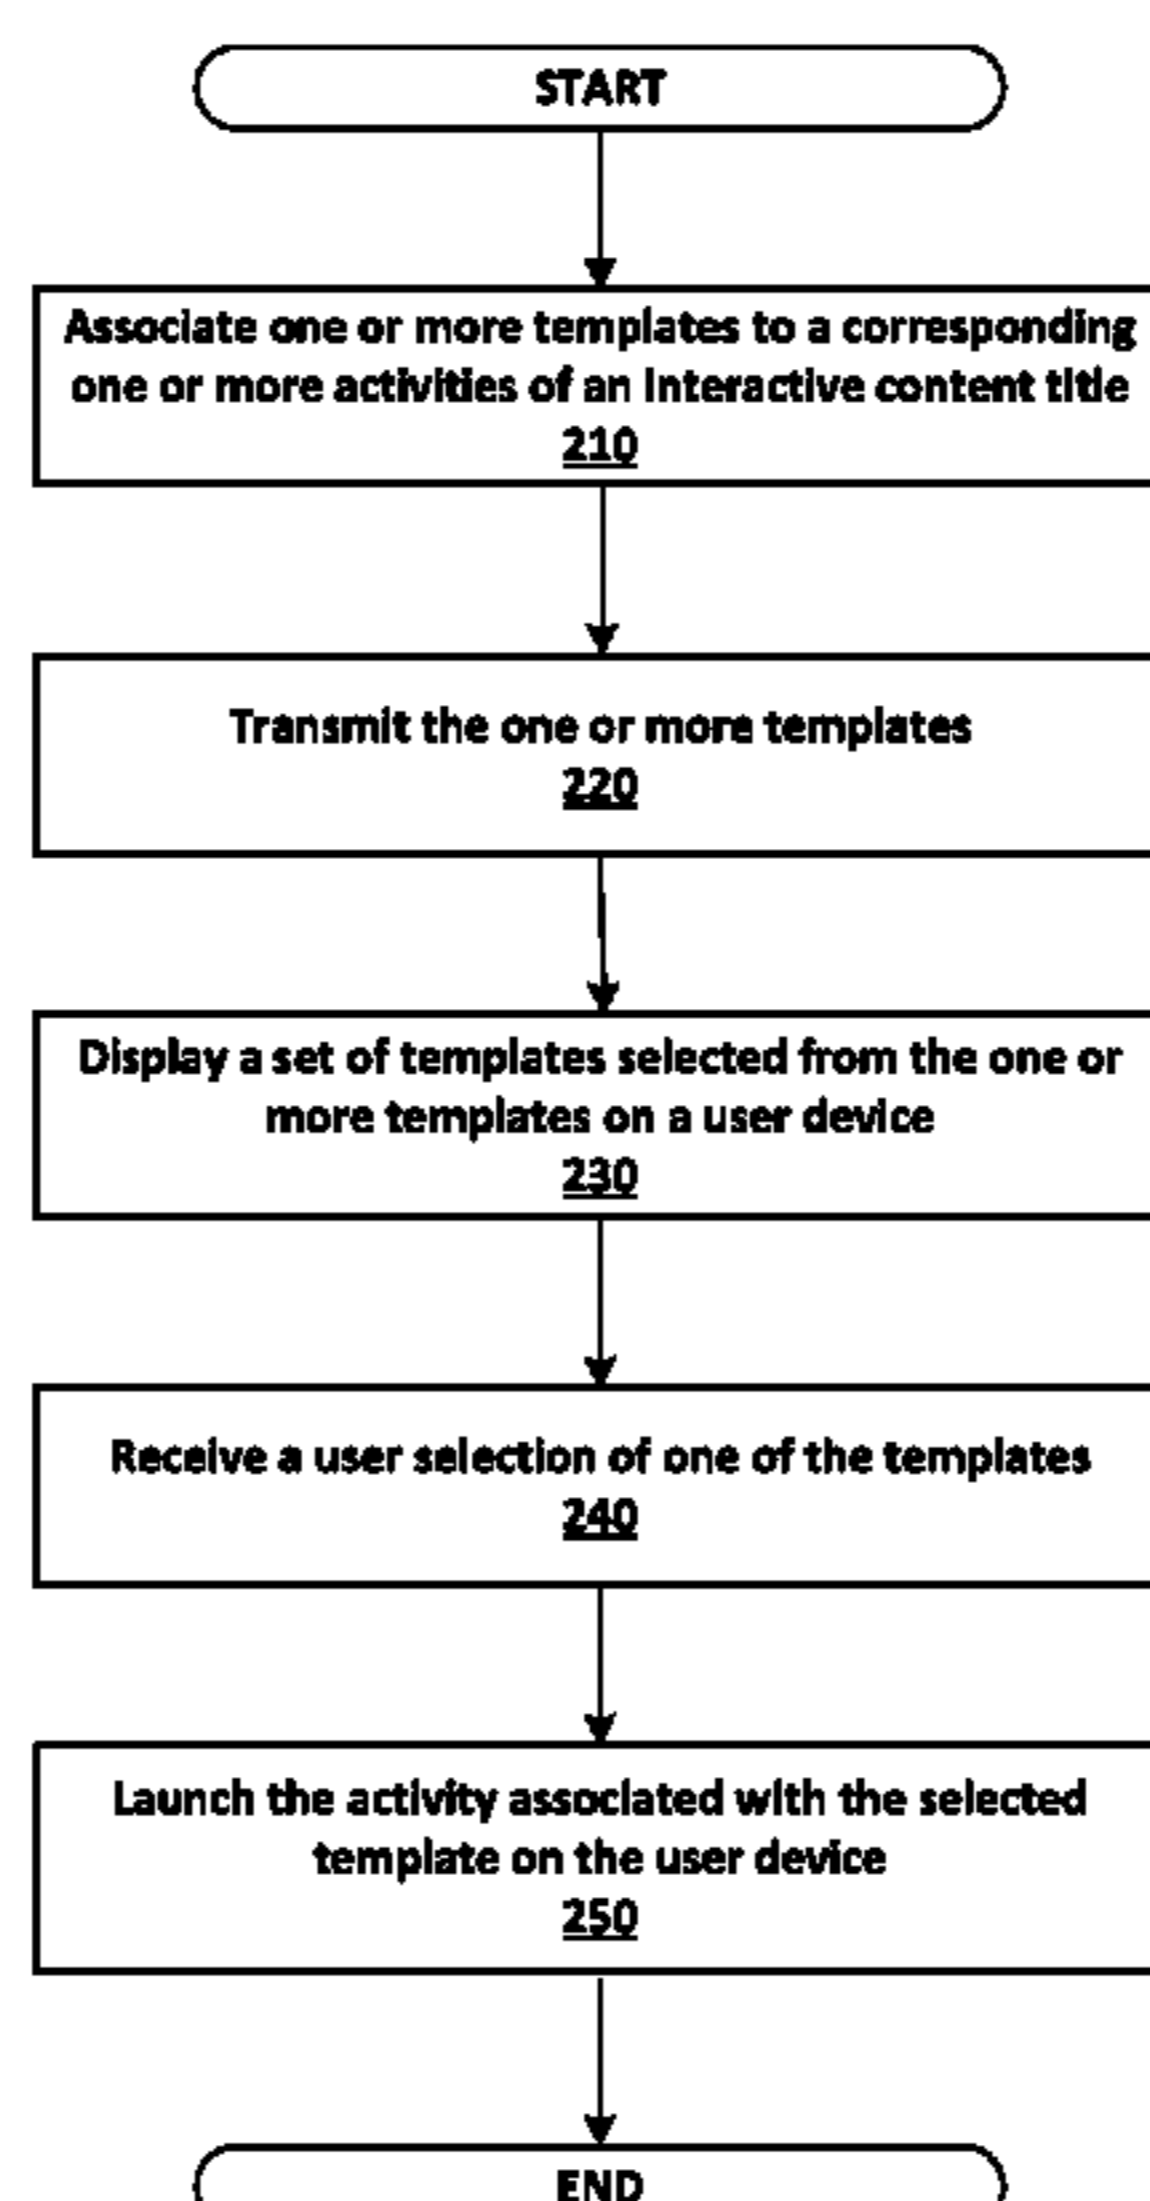 START
Associate one or more templates to a corresponding
one or more activities of an interactive content title
210
Transmit the one or more templates
220
Display a set of templates selected from the one or
more templates on a user device
230
Receive a user selection of one of the templates
240
Launch the activity associated with the selected
template on the user device
250
END